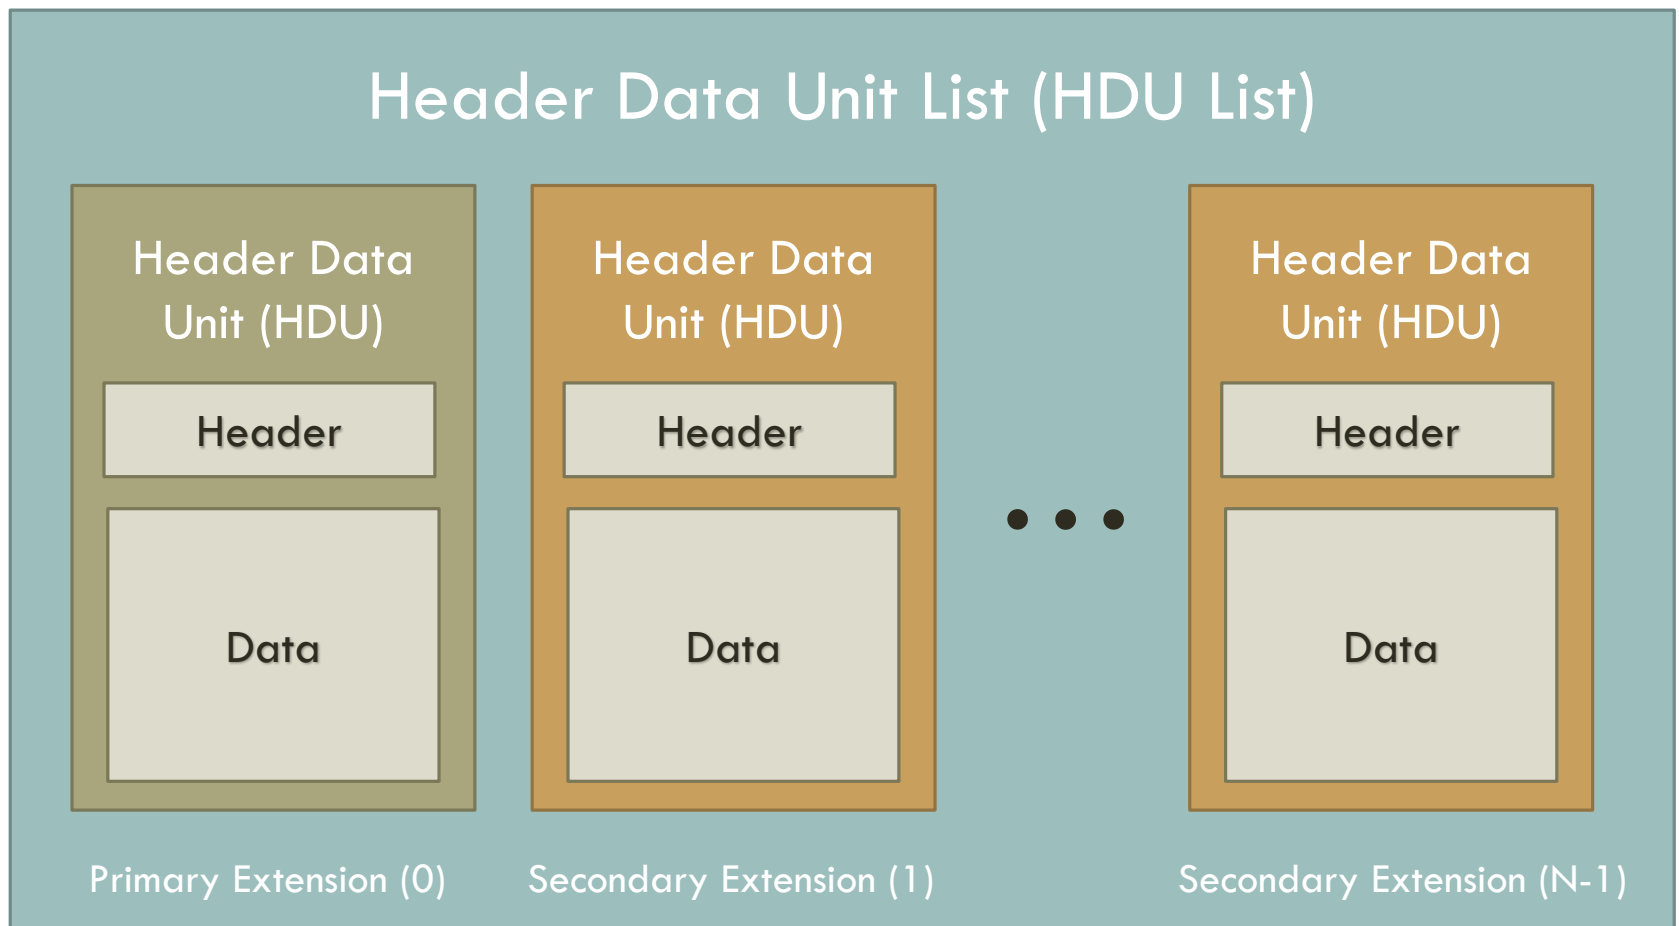 Header Data Unit List (HDU List)
Header Data
Unit (HDU)
Header
Data
Primary Extension (0)
Header Data
Unit (HDU)
Header
Data
Secondary Extension (1)
Header Data
Unit (HDU)
Header
Data
Secondary Extension (N-1)